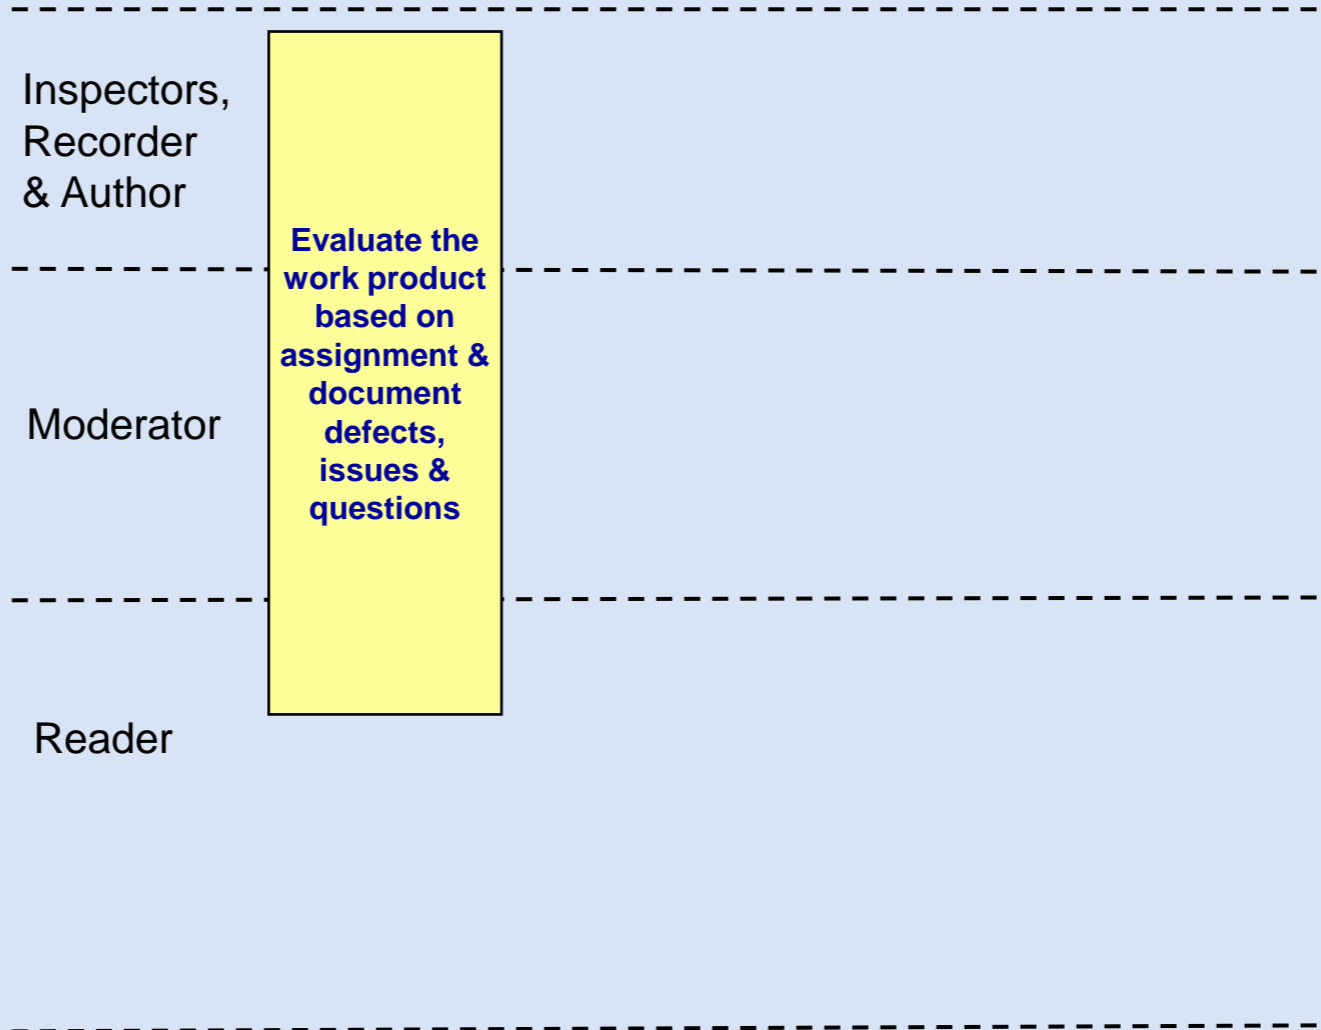 Inspectors,
Recorder
& Author
Evaluate the
work product
based on
assignment &
document
defects,
issues &
questions
Moderator
Reader